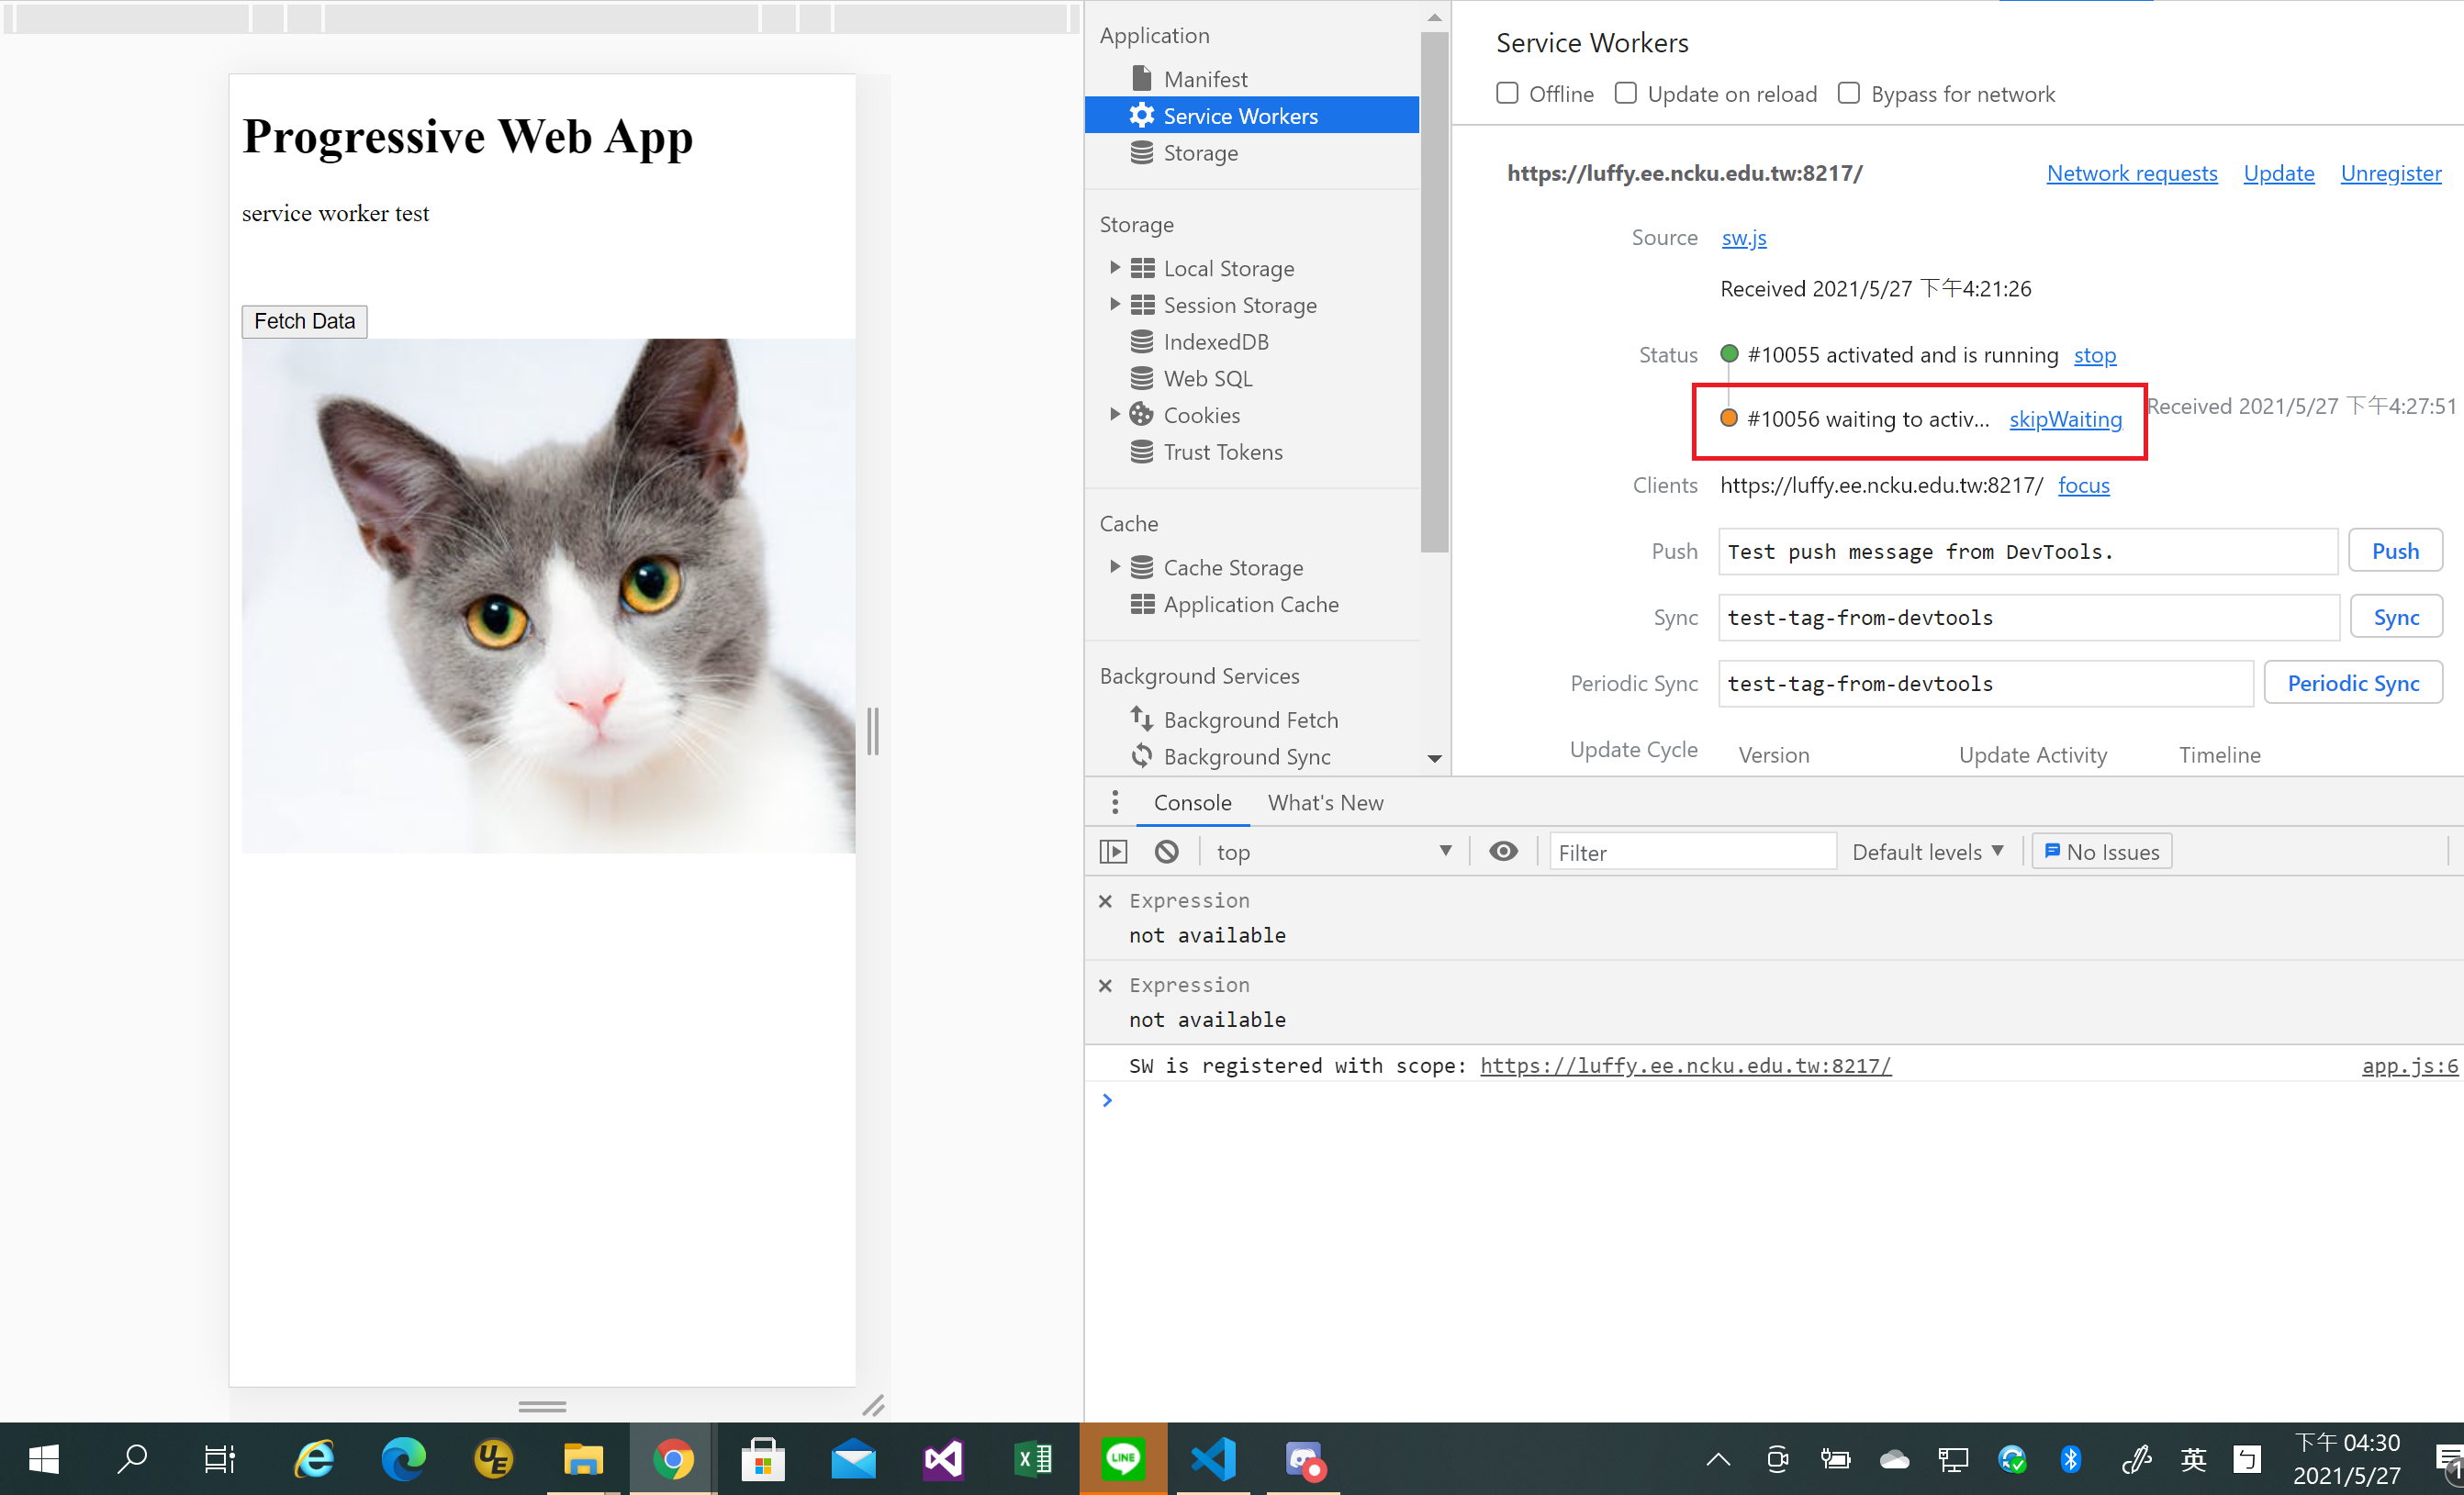 Progressive Web App
service worker test
Fetch Data
Application
Manifest
Service Workers
Storage
Storage
Local Storage
Session Storage
IndexedDB
Web SQL
Cookies
Trust Tokens
Cache
Cache Storage
Application Cache
Background Services
Background Fetch
Background Sync
Service Workers
Offline Update on reload Bypass for network
https://luffy.ee.ncku.edu.tw:8217/ Network requests Update Unregister
Source sw.js
Received 2021/5/27 下午4:21:26
Status #10055 activated and is running stop
#10056 waiting to activ... skipWaiting Received 2021/5/27 下午4:27:51
Clients https://luffy.ee.ncku.edu.tw:8217/ focus
Push Test push message from DevTools. Push
Sync test-tag-from-devtools Sync
Periodic Sync test-tag-from-devtools Periodic Sync
Update Cycle Version Update Activity Timeline
Console What's New
top Filter Default levels No Issues
Expression
not available
Expression
not available
SW is registered with scope: https://luffy.ee.ncku.edu.tw:8217/ app.js:6
UE LINE 英 ㄅ 下午 04:30
2021/5/27 1